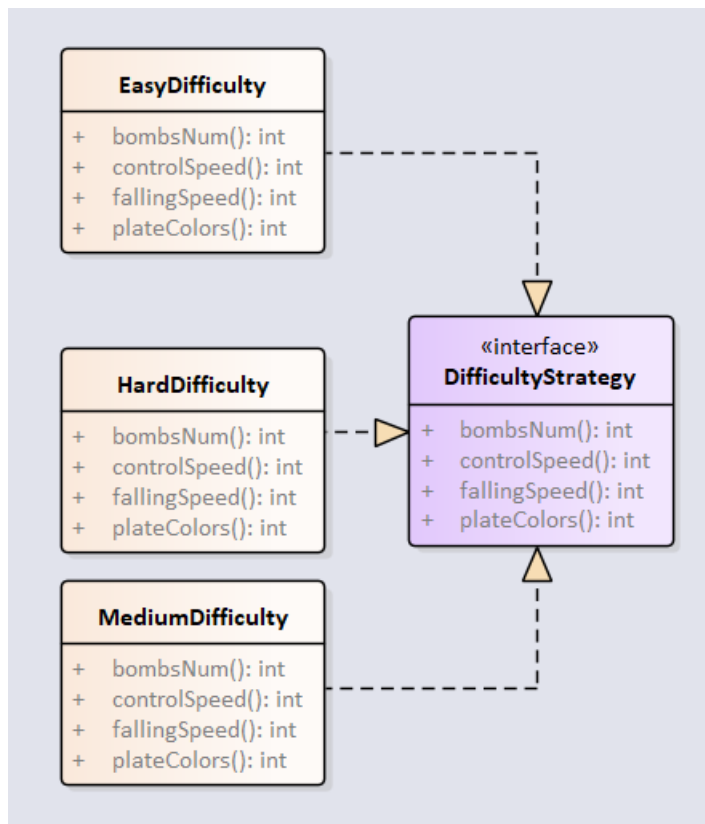 EasyDifficulty
+ bombsNum(): int
+ controlSpeed(): int
+ fallingSpeed(): int
+ plateColors(): int
HardDifficulty
+ bombsNum(): int
+ controlSpeed(): int
+ fallingSpeed(): int
+ plateColors(): int
«interface»
DifficultyStrategy
+ bombsNum(): int
+ controlSpeed(): int
+ fallingSpeed(): int
+ plateColors(): int
MediumDifficulty
+ bombsNum(): int
+ controlSpeed(): int
+ fallingSpeed(): int
+ plateColors(): int